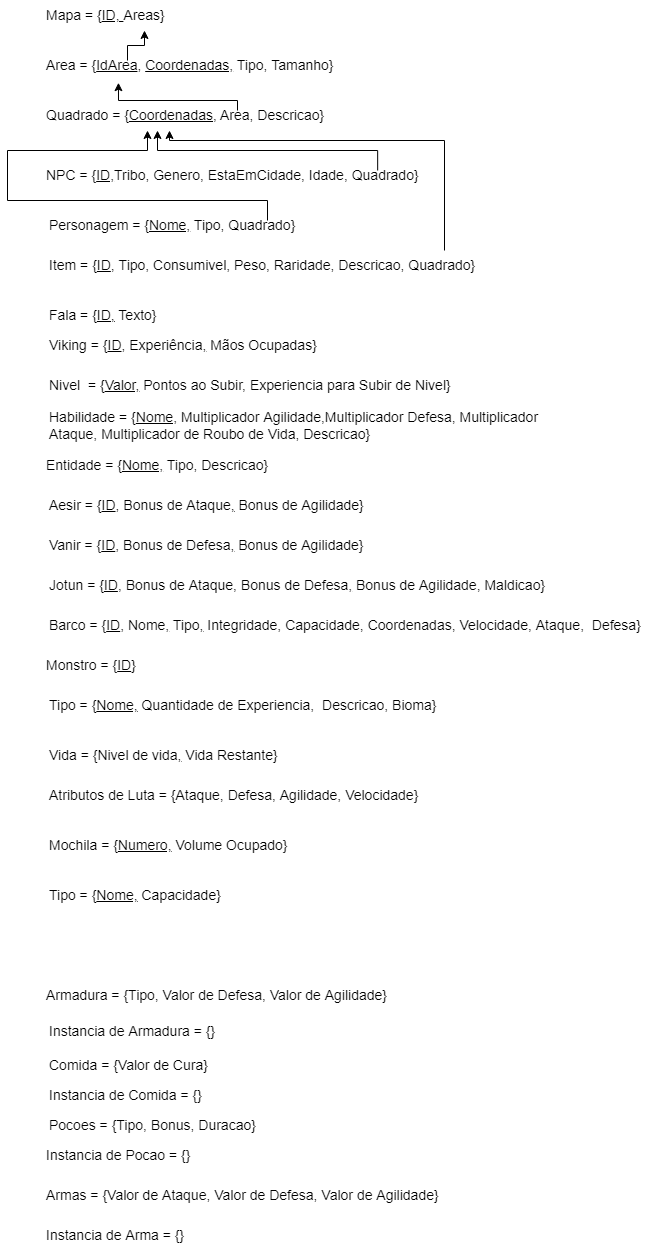 Mapa = {ID, Areas}
Area = {IdArea, Coordenadas, Tipo, Tamanho}
Quadrado = {Coordenadas, Area, Descricao}
NPC = {ID,Tribo, Genero, EstaEmCidade, Idade, Quadrado}
Personagem = {Nome, Tipo, Quadrado}
Item = {ID, Tipo, Consumivel, Peso, Raridade, Descricao, Quadrado}
Fala = {ID, Texto}
Viking = {ID, Experiência, Mãos Ocupadas}
Nivel  = {Valor, Pontos ao Subir, Experiencia para Subir de Nivel}
Habilidade = {Nome, Multiplicador Agilidade,Multiplicador Defesa, Multiplicador
Ataque, Multiplicador de Roubo de Vida, Descricao}
Entidade = {Nome, Tipo, Descricao}
Aesir = {ID, Bonus de Ataque, Bonus de Agilidade}
Vanir = {ID, Bonus de Defesa, Bonus de Agilidade}
Jotun = {ID, Bonus de Ataque, Bonus de Defesa, Bonus de Agilidade, Maldicao}
Barco = {ID, Nome, Tipo, Integridade, Capacidade, Coordenadas, Velocidade, Ataque,  Defesa}
Monstro = {ID}
Tipo = {Nome, Quantidade de Experiencia,  Descricao, Bioma}
Vida = {Nivel de vida, Vida Restante}
Atributos de Luta = {Ataque, Defesa, Agilidade, Velocidade}
Mochila = {Numero, Volume Ocupado}
Tipo = {Nome, Capacidade}
Armadura = {Tipo, Valor de Defesa, Valor de Agilidade}
Instancia de Armadura = {}
Comida = {Valor de Cura}
Instancia de Comida = {}
Pocoes = {Tipo, Bonus, Duracao}
Instancia de Pocao = {}
Armas = {Valor de Ataque, Valor de Defesa, Valor de Agilidade}
Instancia de Arma = {}